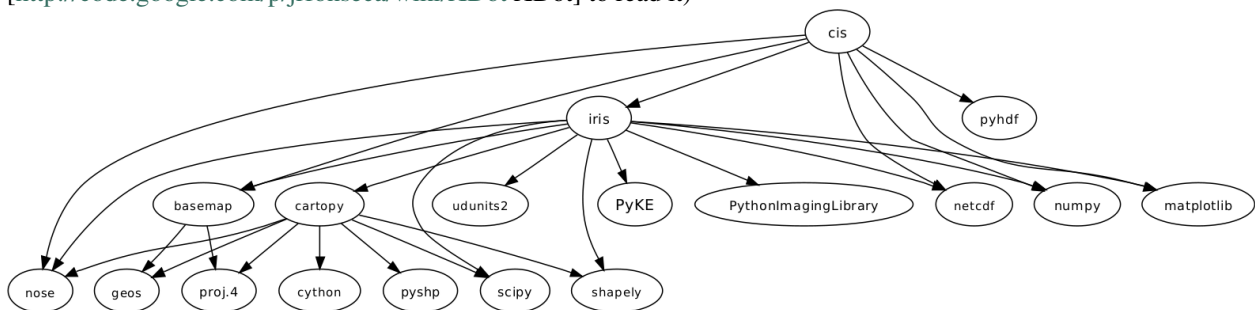 cis
iris
pyhdf
basemap
cartopy
udunits2
PyKE
PythonImagingLibrary
netcdf
numpy
matplotlib
nose
geos
proj.4
cython
pyshp
scipy
shapely